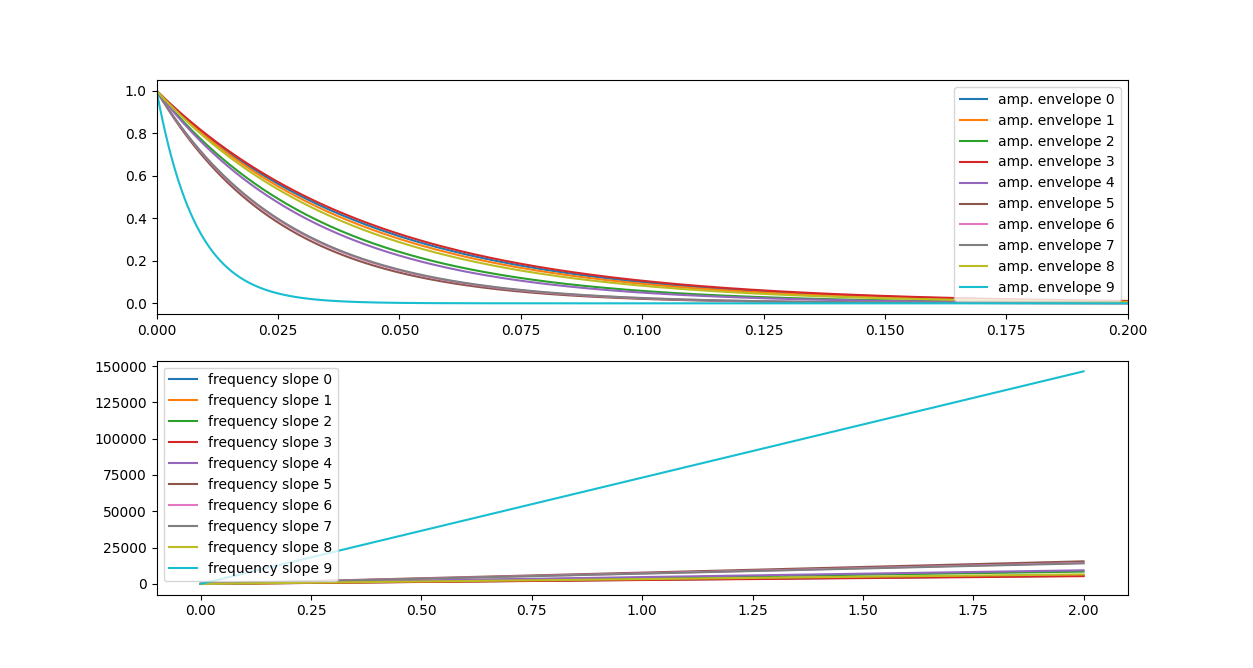 1.0
0.8
0.6
0.4
0.2
0.0
amp. envelope 0
amp. envelope 1
amp. envelope 2
amp. envelope 3
amp. envelope 4
amp. envelope 5
amp. envelope 6
amp. envelope 7
amp. envelope 8
amp. envelope 9
0.000 0.025 0.050 0.075 0.100 0.125 0.150 0.175 0.200
150000
125000
100000
75000
50000
25000
0
frequency slope 0
frequency slope 1
frequency slope 2
frequency slope 3
frequency slope 4
frequency slope 5
frequency slope 6
frequency slope 7
frequency slope 8
frequency slope 9
0.00 0.25 0.50 0.75 1.00 1.25 1.50 1.75 2.00